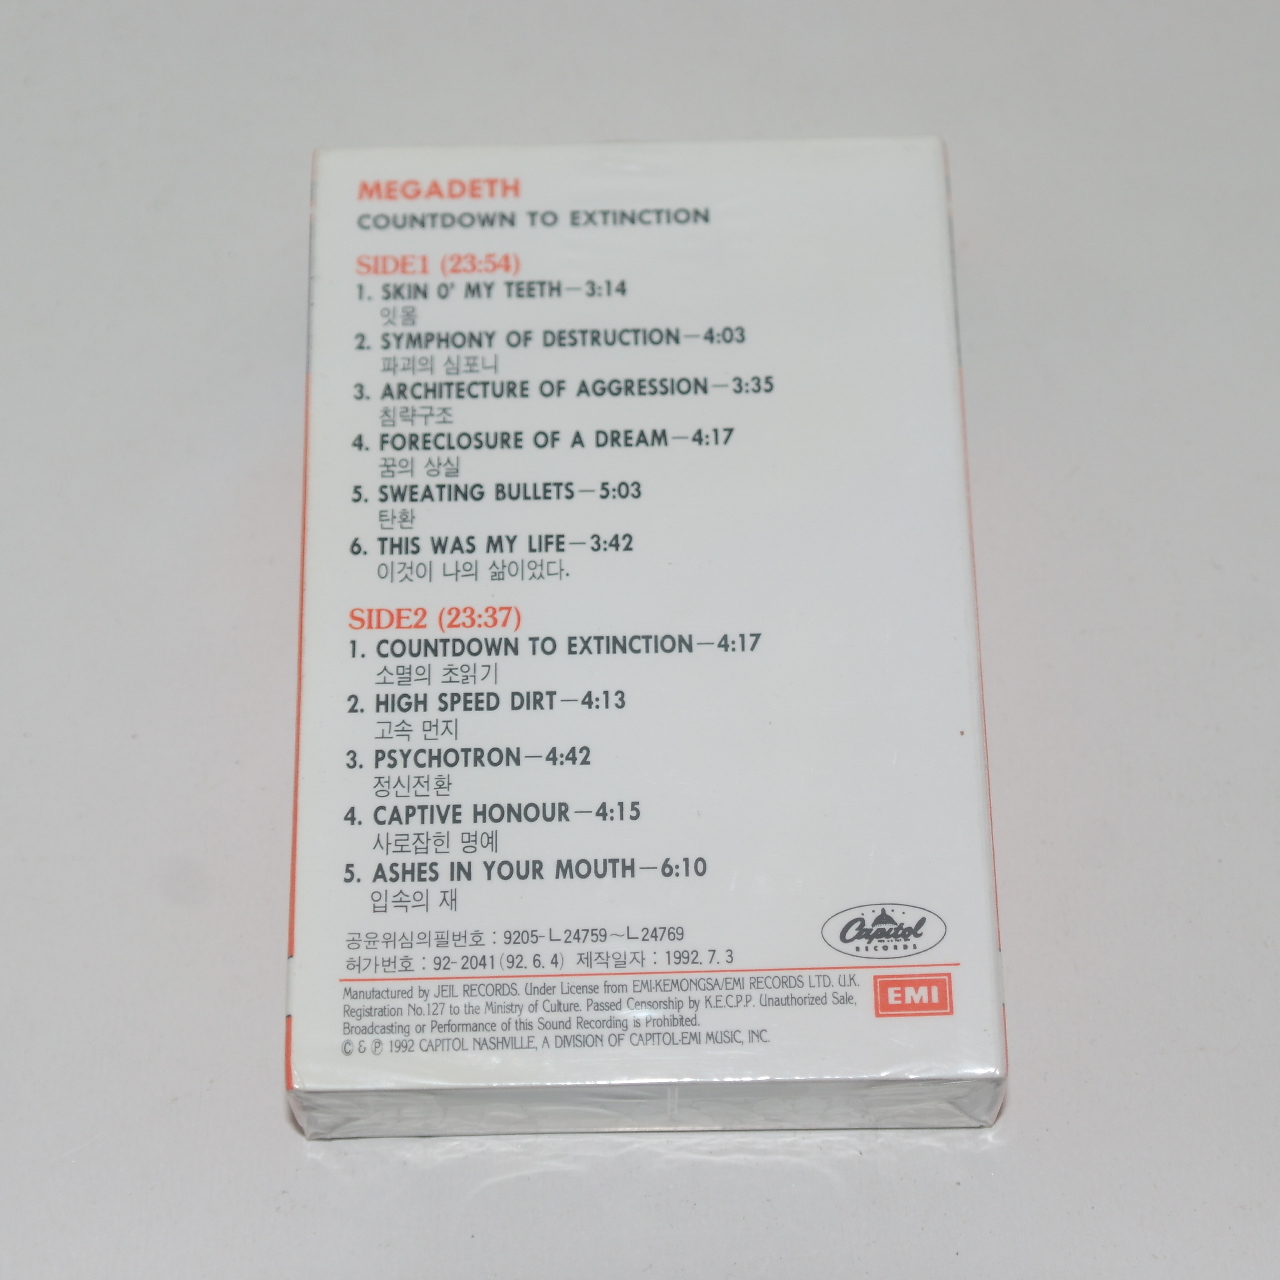 MEGADETH
COUNTDOWN TO EXTINCTION
SIDE1 (23:54)
1. SKIN O' MY TEETH—3:14
잇몸
2. SYMPHONY OF DESTRUCTION—4:03
파괴의 심포니
3. ARCHITECTURE OF AGGRESSION—3:35
침략구조
4. FORECLOSURE OF A DREAM—4:17
꿈의 상실
5. SWEATING BULLETS—5:03
탄환
6. THIS WAS MY LIFE—3:42
이것이 나의 삶이었다.
SIDE2 (23:37)
1. COUNTDOWN TO EXTINCTION—4:17
소멸의 초읽기
2. HIGH SPEED DIRT—4:13
고속 먼지
3. PSYCHOTRON—4:42
정신전환
4. CAPTIVE HONOUR—4:15
사로잡힌 명예
5. ASHES IN YOUR MOUTH—6:10
입속의 재
공윤위심의필번호 : 9205-ㄴ24759~ㄴ24769
허가번호 : 92-2041 (92. 6. 4) 제작일자 : 1992. 7. 3
Capitol
RECORDS
Manufactured by JEIL RECORDS. Under License from EMI-KEMONGSA/EMI RECORDS LTD. U.K.
Registration No.127 to the Ministry of Culture. Passed Censorship by K.E.C.P.P. Unauthorized Sale,
Broadcasting or Performance of this Sound Recording is Prohibited.
© & ℗ 1992 CAPITOL NASHVILLE, A DIVISION OF CAPITOL-EMI MUSIC, INC.
EMI